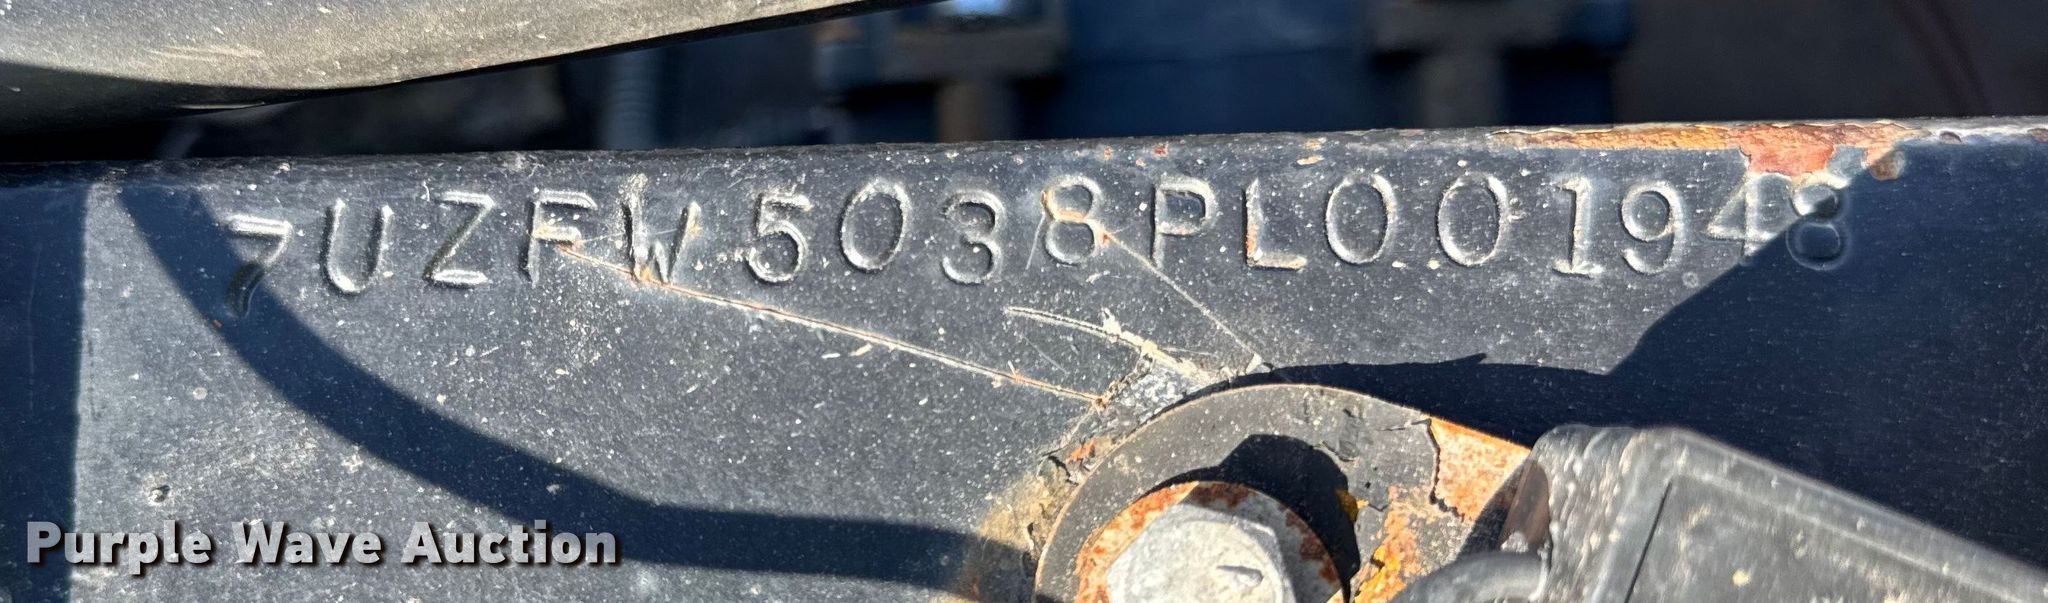 7UZFW5038PL001948
Purple Wave Auction